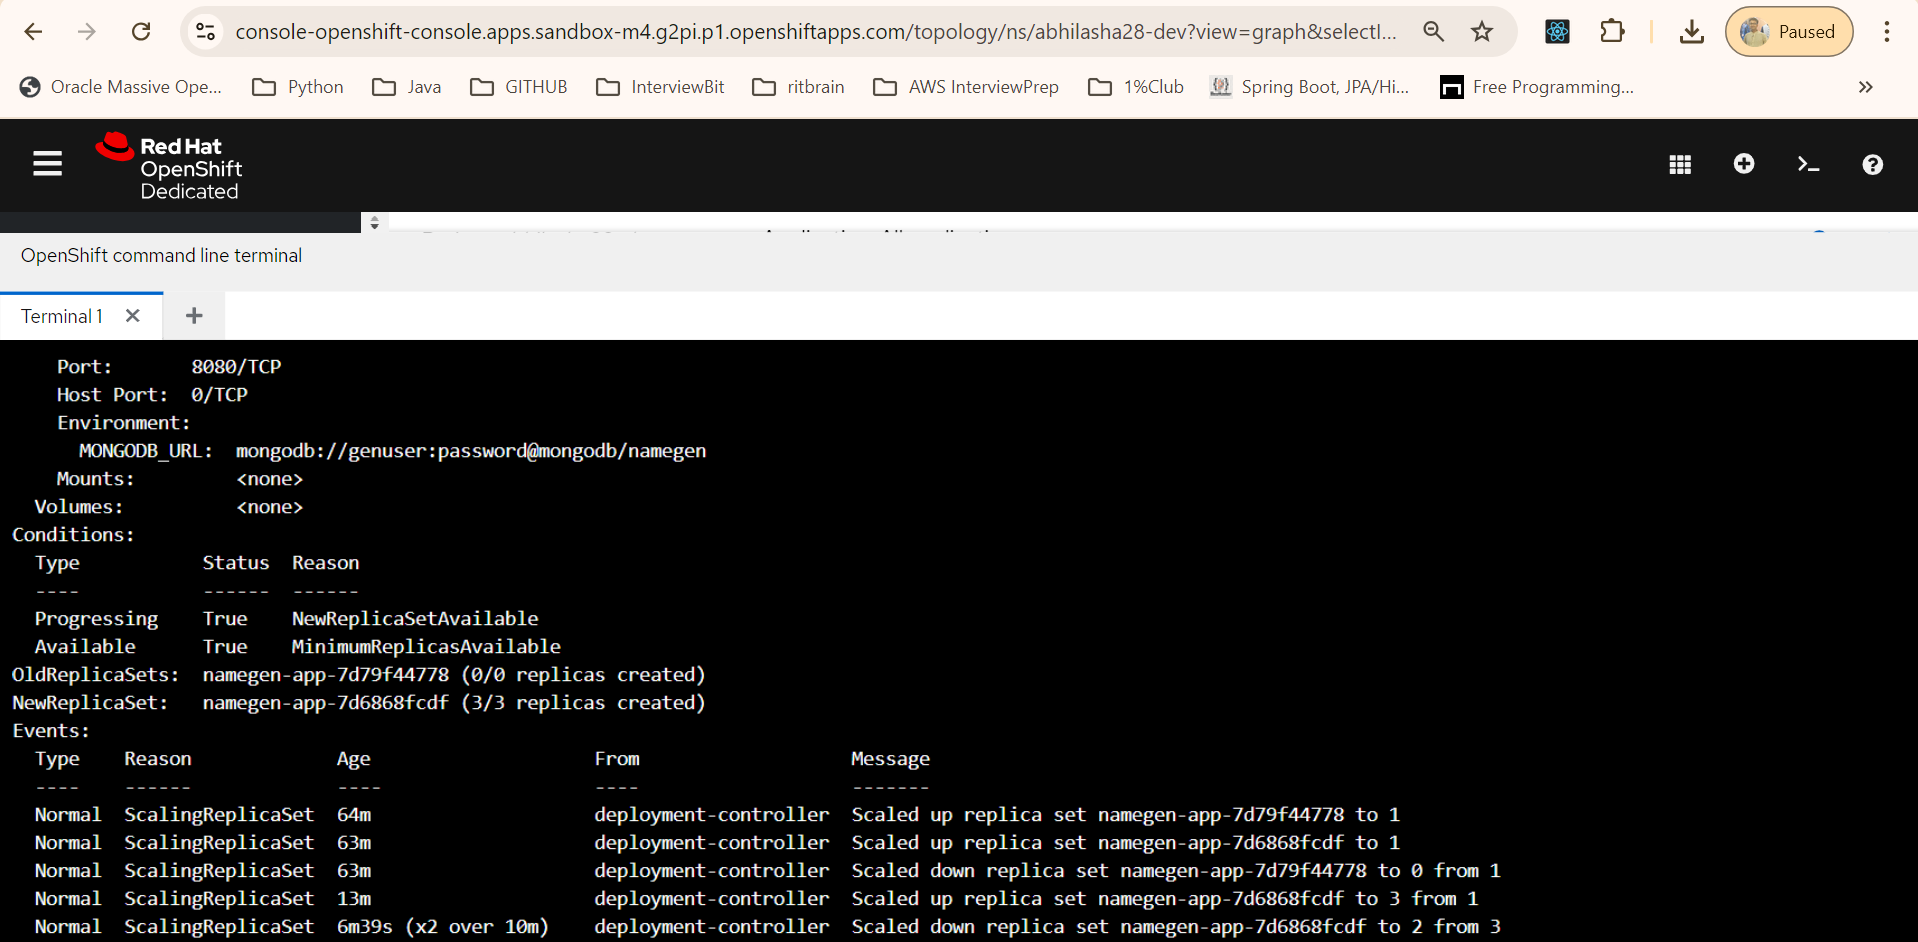 console-openshift-console.apps.sandbox-m4.g2pi.p1.openshiftapps.com/topology/ns/abhilasha28-dev?view=graph&selectI...
Paused
Oracle Massive Ope...
Python
Java
GITHUB
InterviewBit
ritbrain
AWS InterviewPrep
1%Club
Spring Boot, JPA/Hi...
Free Programming...
Red Hat
OpenShift
Dedicated
OpenShift command line terminal
Terminal 1
Port: 8080/TCP
Host Port: 0/TCP
Environment:
MONGODB_URL: mongodb://genuser:password@mongodb/namegen
Mounts: <none>
Volumes: <none>
Conditions:
Type Status Reason
---- ------ ------
Progressing True NewReplicaSetAvailable
Available True MinimumReplicasAvailable
OldReplicaSets: namegen-app-7d79f44778 (0/0 replicas created)
NewReplicaSet: namegen-app-7d6868fcdf (3/3 replicas created)
Events:
Type Reason Age From Message
---- ------ ---- ---- -------
Normal ScalingReplicaSet 64m deployment-controller Scaled up replica set namegen-app-7d79f44778 to 1
Normal ScalingReplicaSet 63m deployment-controller Scaled up replica set namegen-app-7d6868fcdf to 1
Normal ScalingReplicaSet 63m deployment-controller Scaled down replica set namegen-app-7d79f44778 to 0 from 1
Normal ScalingReplicaSet 13m deployment-controller Scaled up replica set namegen-app-7d6868fcdf to 3 from 1
Normal ScalingReplicaSet 6m39s (x2 over 10m) deployment-controller Scaled down replica set namegen-app-7d6868fcdf to 2 from 3